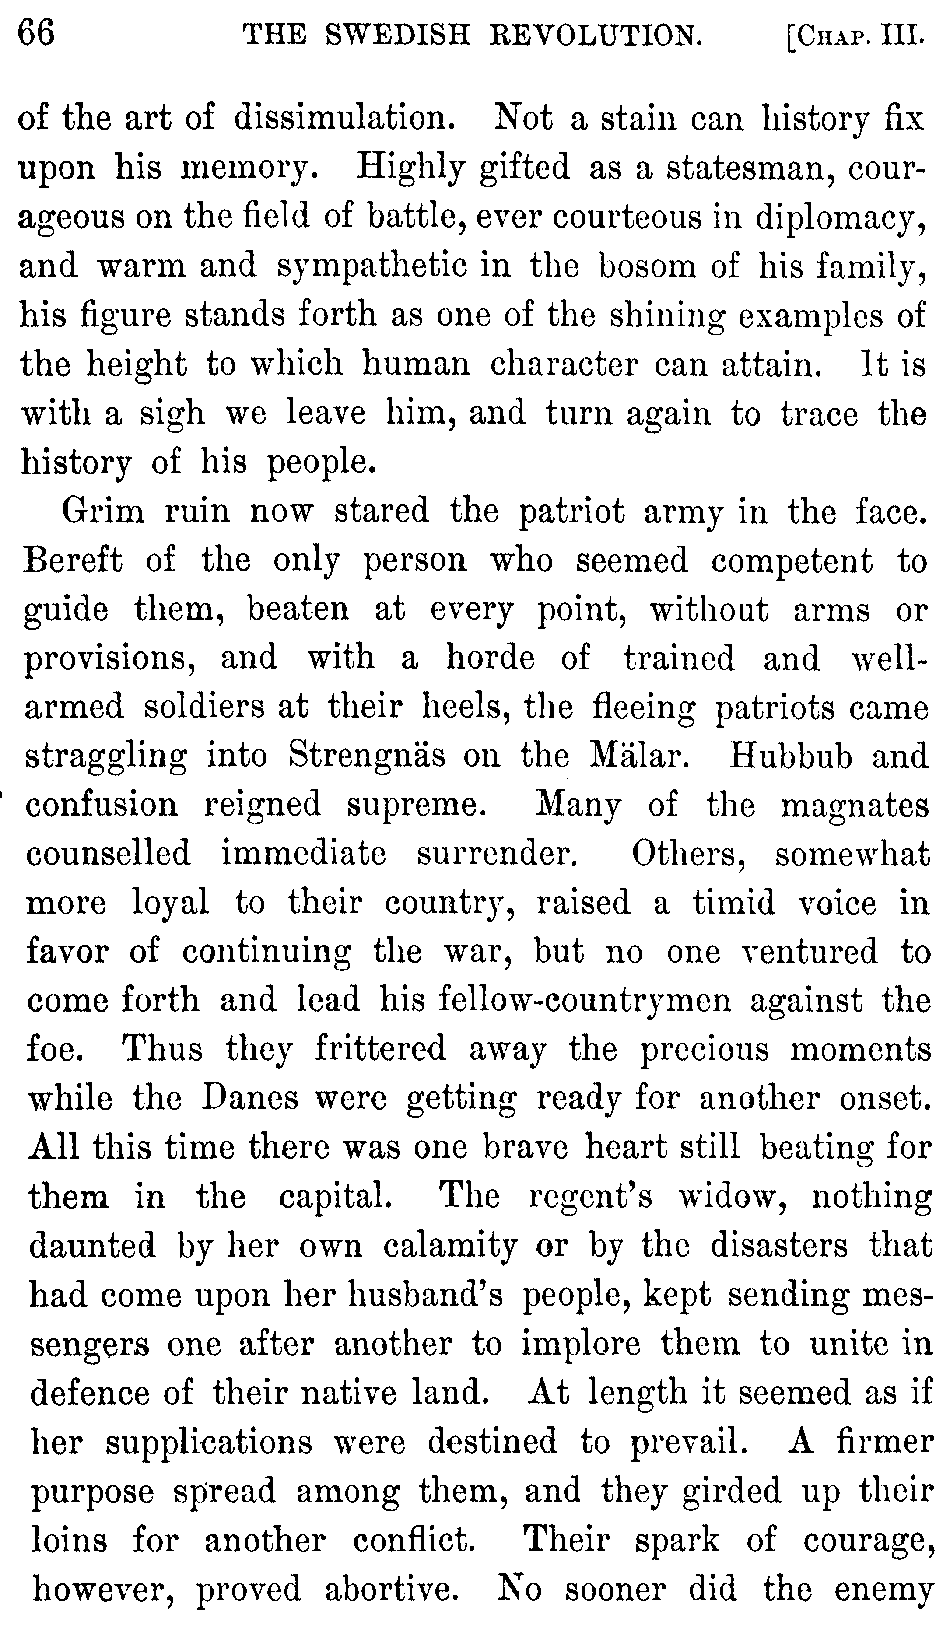 66 THE SWEDISH REVOLUTION. [CHAP. III.
of the art of dissimulation. Not a stain can history fix
upon his memory. Highly gifted as a statesman, cour-
ageous on the field of battle, ever courteous in diplomacy,
and warm and sympathetic in the bosom of his family,
his figure stands forth as one of the shining examples of
the height to which human character can attain. It is
with a sigh we leave him, and turn again to trace the
history of his people.
Grim ruin now stared the patriot army in the face.
Bereft of the only person who seemed competent to
guide them, beaten at every point, without arms or
provisions, and with a horde of trained and well-
armed soldiers at their heels, the fleeing patriots came
straggling into Strengnäs on the Mälar. Hubbub and
confusion reigned supreme. Many of the magnates
counselled immediate surrender. Others, somewhat
more loyal to their country, raised a timid voice in
favor of continuing the war, but no one ventured to
come forth and lead his fellow-countrymen against the
foe. Thus they frittered away the precious moments
while the Danes were getting ready for another onset.
All this time there was one brave heart still beating for
them in the capital. The regent's widow, nothing
daunted by her own calamity or by the disasters that
had come upon her husband's people, kept sending mes-
sengers one after another to implore them to unite in
defence of their native land. At length it seemed as if
her supplications were destined to prevail. A firmer
purpose spread among them, and they girded up their
loins for another conflict. Their spark of courage,
however, proved abortive. No sooner did the enemy